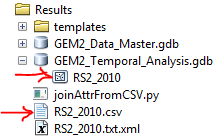 Results
templates
GEM2_Data_Master.gdb
GEM2_Temporal_Analysis.gdb
RS2_2010
joinAttrFromCSV.py
RS2_2010.csv
RS2_2010.txt.xml